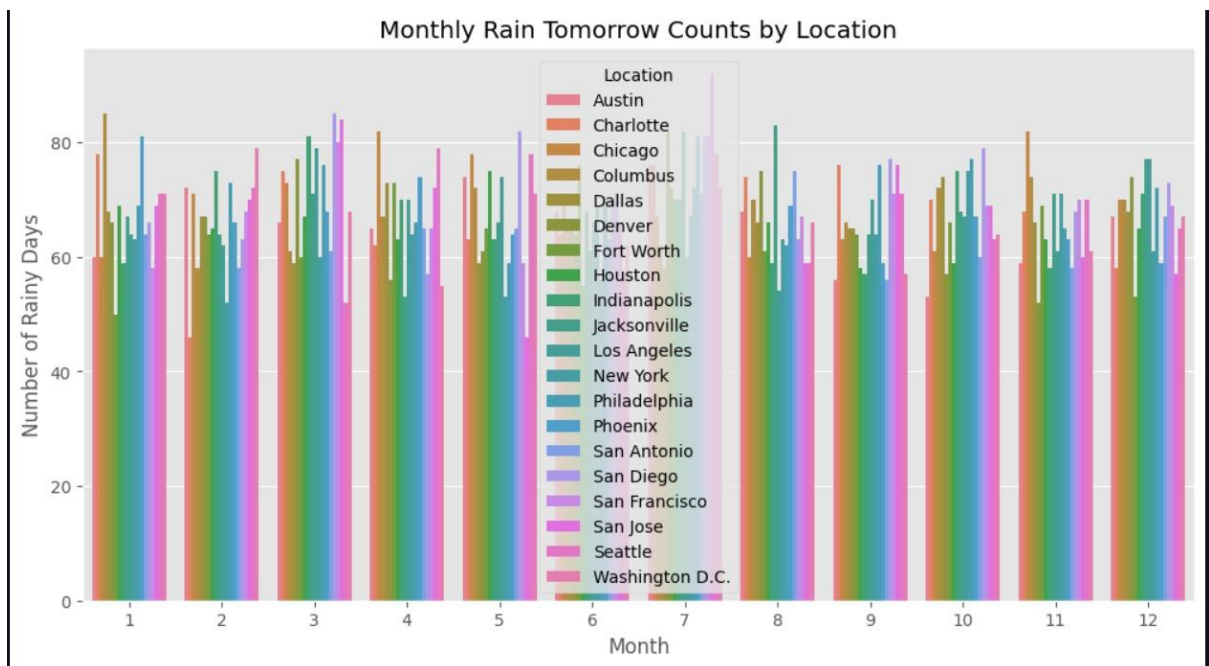 Monthly Rain Tomorrow Counts by Location
Number of Rainy Days
80
60
40
20
0
Location
Austin
Charlotte
Chicago
Columbus
Dallas
Denver
Fort Worth
Houston
Indianapolis
Jacksonville
Los Angeles
New York
Philadelphia
Phoenix
San Antonio
San Diego
San Francisco
San Jose
Seattle
Washington D.C.
1 2 3 4 5 6 7 8 9 10 11 12
Month